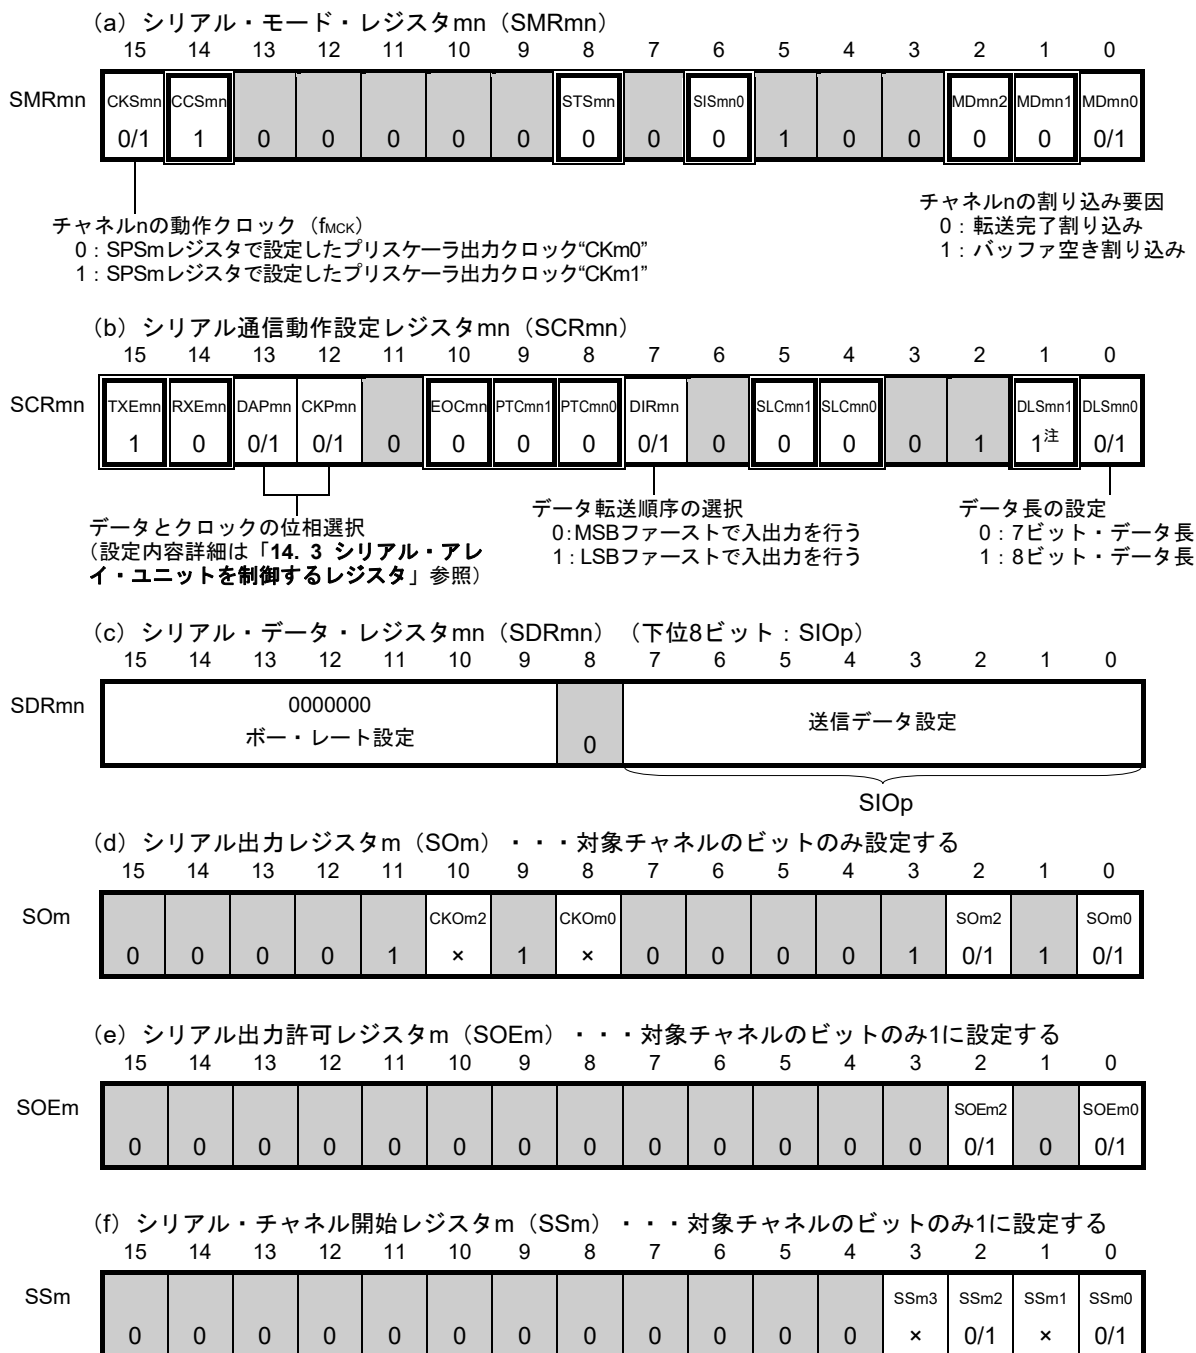 (a) シリアル・モード・レジスタmn (SMRmn)
15 14 13 12 11 10 9 8 7 6 5 4 3 2 1 0
SMRmn CKSmn CCSmn STSmn SISmn0 MDmn2 MDmn1 MDmn0
0/1 1 0 0 0 0 0 0 0 0 1 0 0 0 0 0/1
チャネルnの動作クロック (fMCK)
0:SPSmレジスタで設定したプリスケーラ出力クロック“CKm0”
1:SPSmレジスタで設定したプリスケーラ出力クロック“CKm1”
チャネルnの割り込み要因
0:転送完了割り込み
1:バッファ空き割り込み
(b) シリアル通信動作設定レジスタmn (SCRmn)
15 14 13 12 11 10 9 8 7 6 5 4 3 2 1 0
SCRmn TXEmn RXEmn DAPmn CKPmn EOCmn PTCmn1 PTCmn0 DIRmn SLCmn1 SLCmn0 DLSmn1 DLSmn0
1 0 0/1 0/1 0 0 0 0 0/1 0 0 0 0 1 1注 0/1
データとクロックの位相選択
(設定内容詳細は「14. 3 シリアル・アレ
イ・ユニットを制御するレジスタ」参照)
データ転送順序の選択
0:MSBファーストで入出力を行う
1:LSBファーストで入出力を行う
データ長の設定
0:7ビット・データ長
1:8ビット・データ長
(c) シリアル・データ・レジスタmn (SDRmn) (下位8ビット:SIOp)
15 14 13 12 11 10 9 8 7 6 5 4 3 2 1 0
SDRmn
0000000
ボー・レート設定
0
送信データ設定
SIOp
(d) シリアル出力レジスタm (SOm) ・・・対象チャネルのビットのみ設定する
15 14 13 12 11 10 9 8 7 6 5 4 3 2 1 0
SOm CKOm2 CKOm0 SOm2 SOm0
0 0 0 0 1 × 1 × 0 0 0 0 1 0/1 1 0/1
(e) シリアル出力許可レジスタm (SOEm) ・・・対象チャネルのビットのみ1に設定する
15 14 13 12 11 10 9 8 7 6 5 4 3 2 1 0
SOEm SOEm2 SOEm0
0 0 0 0 0 0 0 0 0 0 0 0 0 0/1 0 0/1
(f) シリアル・チャネル開始レジスタm (SSm) ・・・対象チャネルのビットのみ1に設定する
15 14 13 12 11 10 9 8 7 6 5 4 3 2 1 0
SSm SSm3 SSm2 SSm1 SSm0
0 0 0 0 0 0 0 0 0 0 0 0 × 0/1 × 0/1